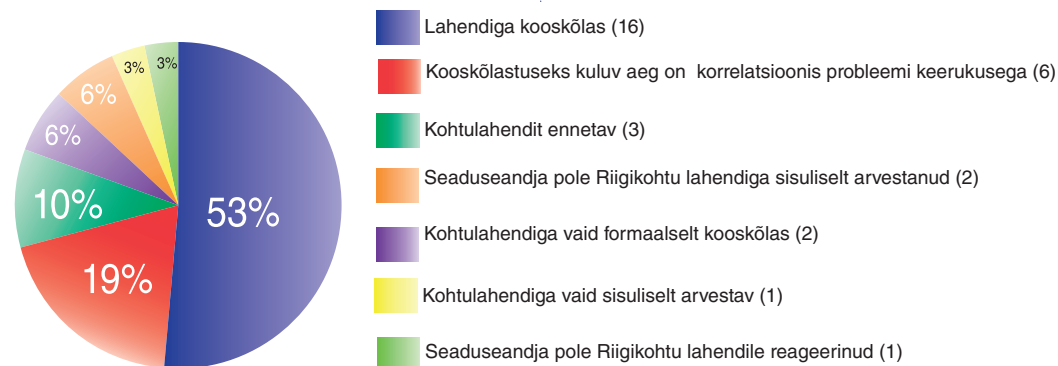 Lahendiga kooskõlas (16)
Kooskõlastuseks kuluv aeg on korrelatsioonis probleemi keerukusega (6)
Kohtulahendit ennetav (3)
Seaduseandja pole Riigikohtu lahendiga sisuliselt arvestanud (2)
Kohtulahendiga vaid formaalselt kooskõlas (2)
Kohtulahendiga vaid sisuliselt arvestav (1)
Seaduseandja pole Riigikohtu lahendile reageerinud (1)
3%
3%
6%
6%
10%
53%
19%